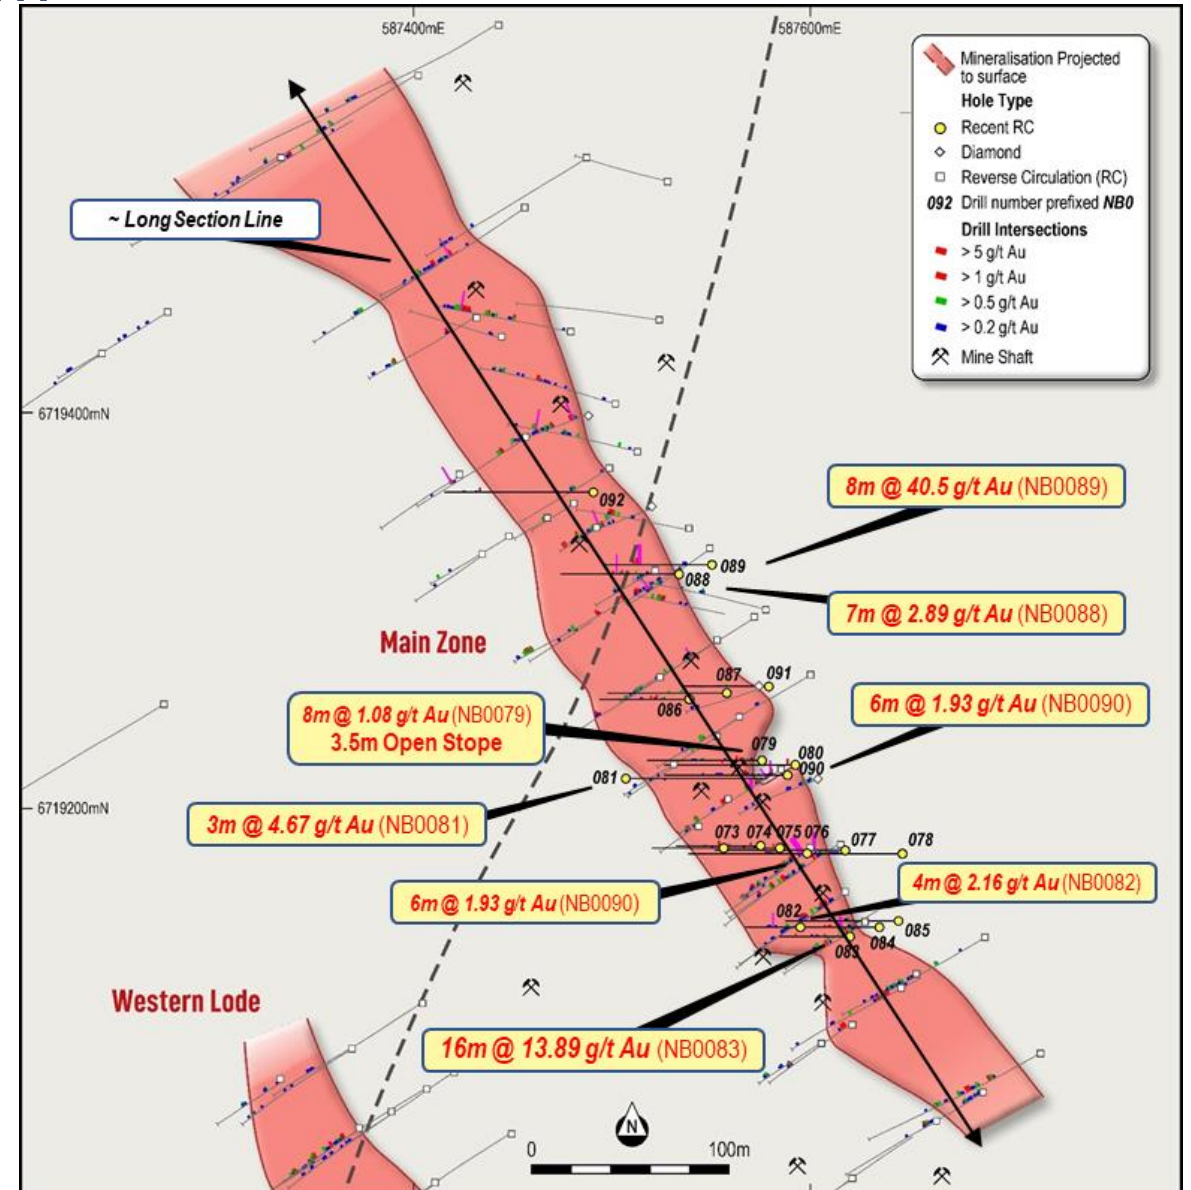 587400mE
587600mE
Mineralisation Projected
to surface
Hole Type
Recent RC
Diamond
Reverse Circulation (RC)
092 Drill number prefixed NB0
Drill Intersections
> 5 g/t Au
> 1 g/t Au
> 0.5 g/t Au
> 0.2 g/t Au
Mine Shaft
~ Long Section Line
6719400mN
8m @ 40.5 g/t Au (NB0089)
092
089
088
7m @ 2.89 g/t Au (NB0088)
Main Zone
087
091
086
6m @ 1.93 g/t Au (NB0090)
8m @ 1.08 g/t Au (NB0079)
3.5m Open Stope
079
080
090
081
6719200mN
3m @ 4.67 g/t Au (NB0081)
073
074
075
076
077
078
4m @ 2.16 g/t Au (NB0082)
6m @ 1.93 g/t Au (NB0090)
082
085
084
083
Western Lode
16m @ 13.89 g/t Au (NB0083)
N
0
100m